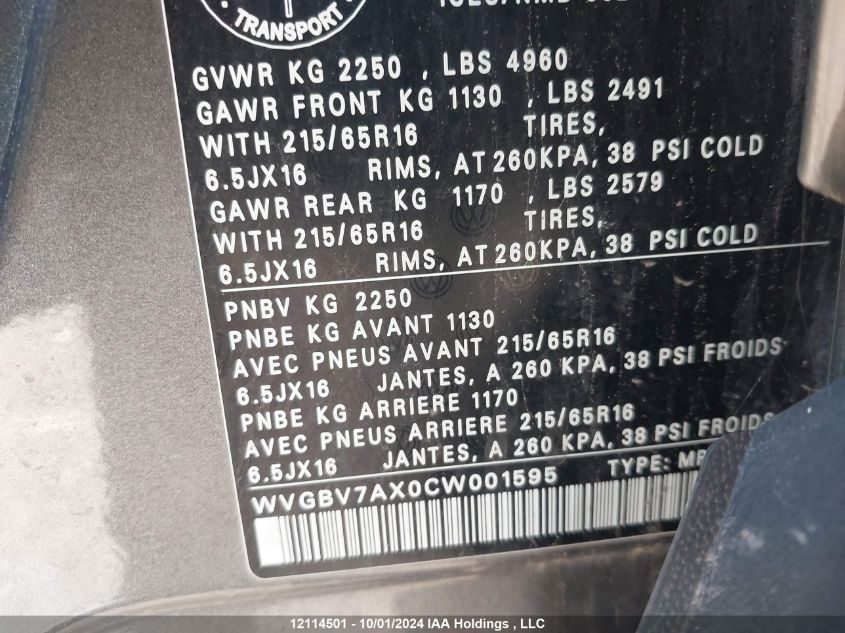 TRANSPORT
GVWR KG 2250 , LBS 4960
GAWR FRONT KG 1130 , LBS 2491
WITH 215/65R16 TIRES,
6.5JX16 RIMS, AT 260KPA, 38 PSI COLD
GAWR REAR KG 1170 , LBS 2579
WITH 215/65R16 TIRES,
6.5JX16 RIMS, AT 260KPA, 38 PSI COLD
PNBV KG 2250
PNBE KG AVANT 1130
AVEC PNEUS AVANT 215/65R16
6.5JX16 JANTES, A 260 KPA, 38 PSI FROIDS
PNBE KG ARRIERE 1170
AVEC PNEUS ARRIERE 215/65R16
6.5JX16 JANTES, A 260 KPA, 38 PSI FROIDS
WVGBV7AX0CW001595 TYPE:
12114501 - 10/01/2024 IAA Holdings , LLC